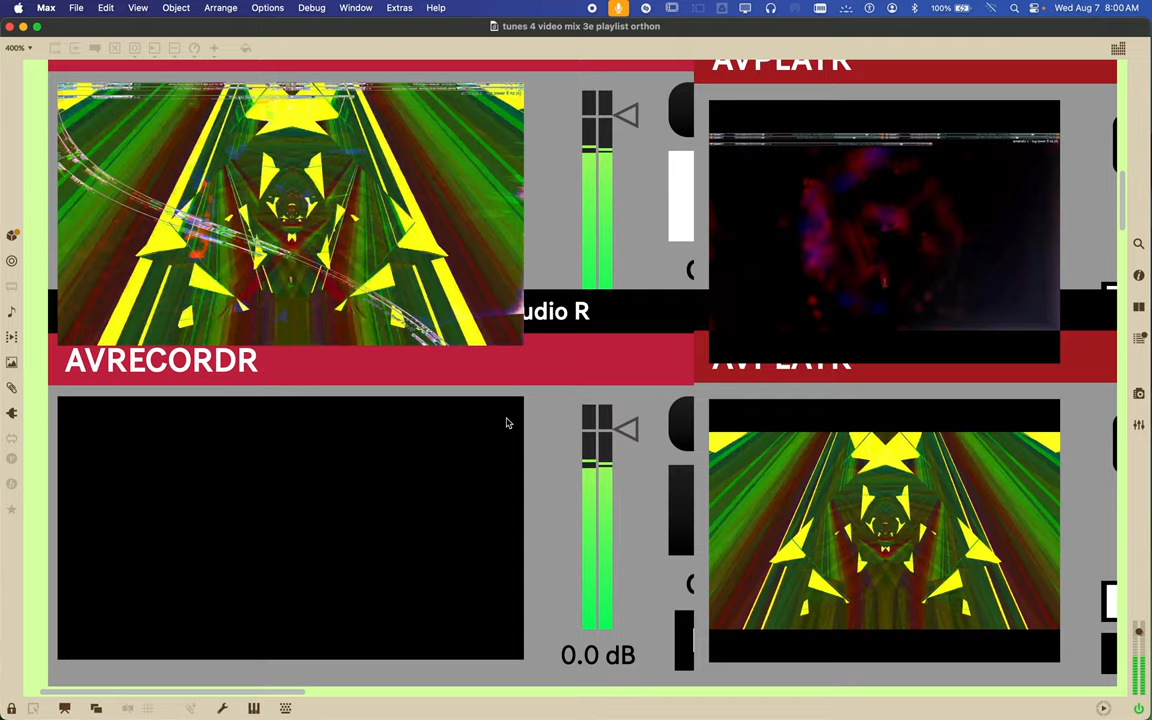 Max File Edit View Object Arrange Options Debug Window Extras Help
100% Wed Aug 7 8:00 AM
tunes 4 video mix 3e playlist orthon
400%
AVPLAYR
udio R
AVRECORDR
AVPLAYR
0.0 dB